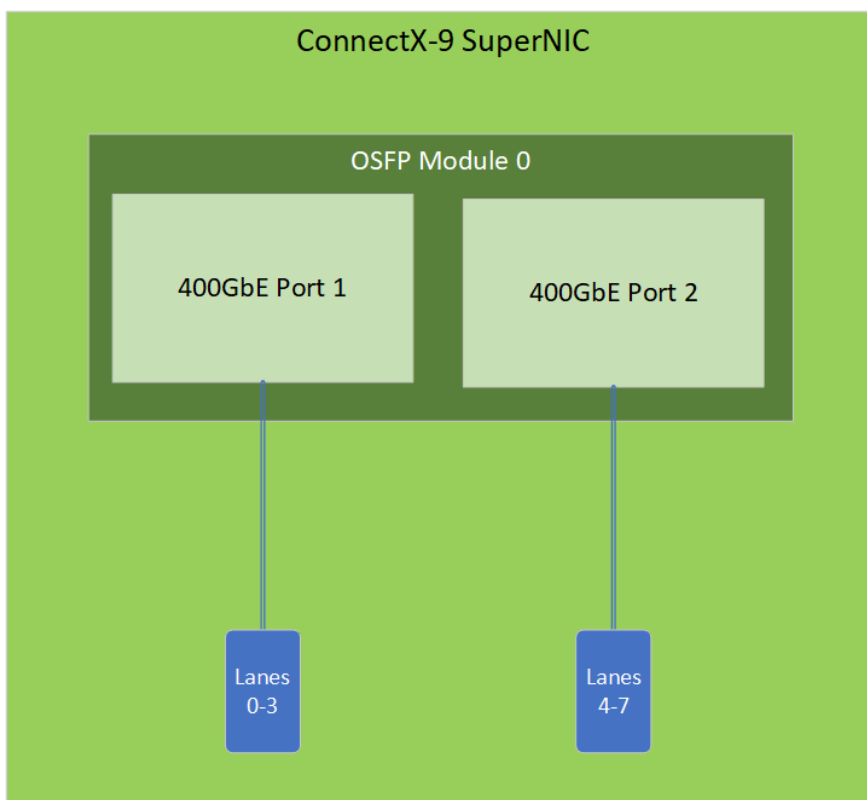 ConnectX-9 SuperNIC
OSFP Module 0
400GbE Port 1
400GbE Port 2
Lanes
0-3
Lanes
4-7